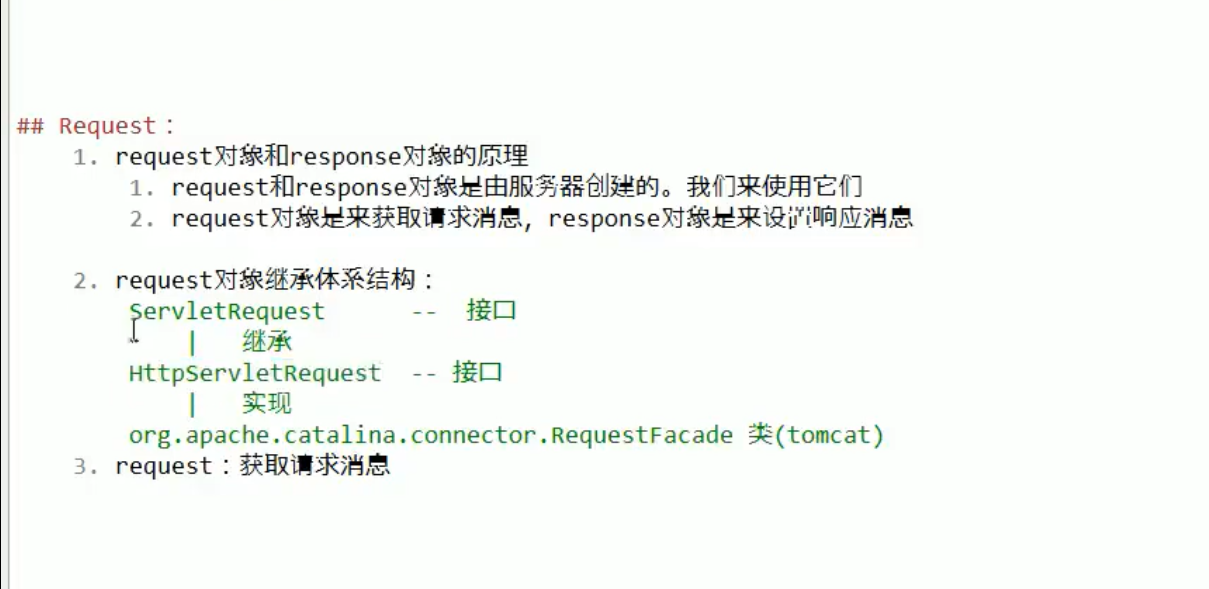 ## Request：
1. request对象和response对象的原理
1. request和response对象是由服务器创建的。我们来使用它们
2. request对象是来获取请求消息，response对象是来设置响应消息
2. request对象继承体系结构：
ServletRequest -- 接口
| 继承
HttpServletRequest -- 接口
| 实现
org.apache.catalina.connector.RequestFacade 类(tomcat)
3. request：获取请求消息